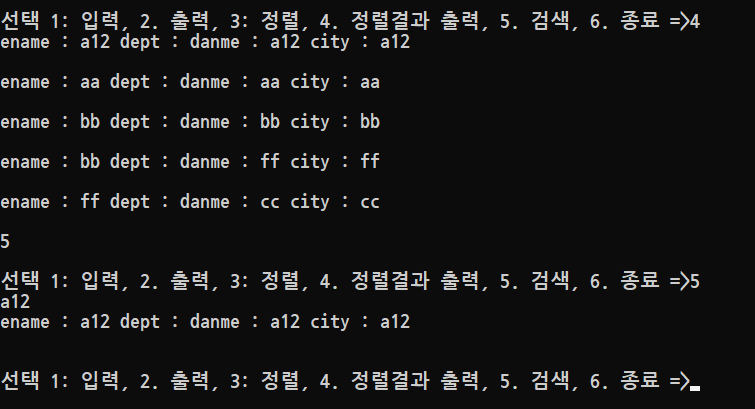 선택 1: 입력, 2. 출력, 3: 정렬, 4. 정렬결과 출력, 5. 검색, 6. 종료 =>4
ename : a12 dept : danme : a12 city : a12
ename : aa dept : danme : aa city : aa
ename : bb dept : danme : bb city : bb
ename : bb dept : danme : ff city : ff
ename : ff dept : danme : cc city : cc
5
선택 1: 입력, 2. 출력, 3: 정렬, 4. 정렬결과 출력, 5. 검색, 6. 종료 =>5
a12
ename : a12 dept : danme : a12 city : a12
선택 1: 입력, 2. 출력, 3: 정렬, 4. 정렬결과 출력, 5. 검색, 6. 종료 =>